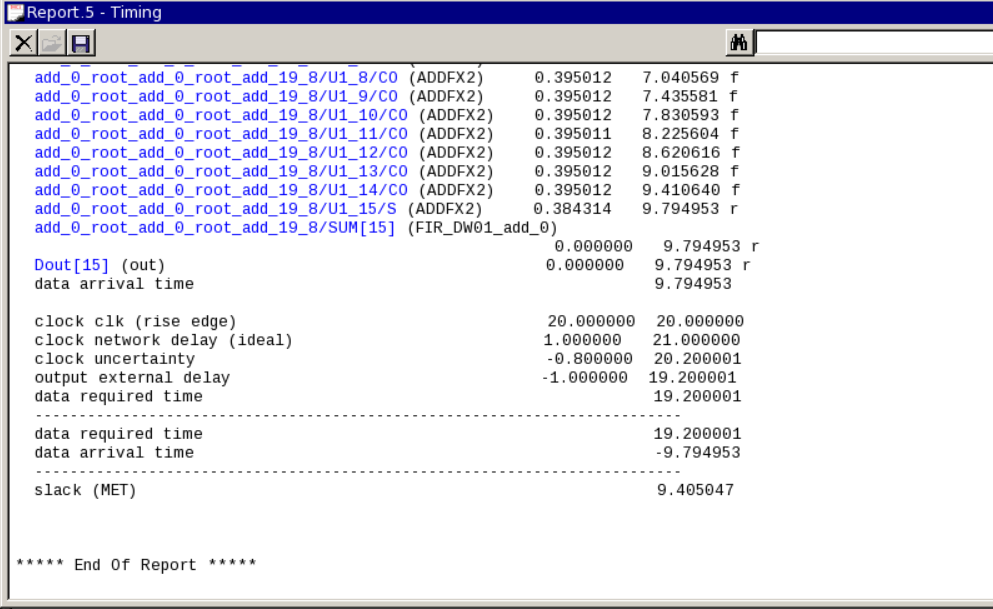 Report.5 - Timing
add_0_root_add_0_root_add_19_8/U1_8/CO (ADDFX2) 0.395012 7.040569 f
add_0_root_add_0_root_add_19_8/U1_9/CO (ADDFX2) 0.395012 7.435581 f
add_0_root_add_0_root_add_19_8/U1_10/CO (ADDFX2) 0.395012 7.830593 f
add_0_root_add_0_root_add_19_8/U1_11/CO (ADDFX2) 0.395011 8.225604 f
add_0_root_add_0_root_add_19_8/U1_12/CO (ADDFX2) 0.395012 8.620616 f
add_0_root_add_0_root_add_19_8/U1_13/CO (ADDFX2) 0.395012 9.015628 f
add_0_root_add_0_root_add_19_8/U1_14/CO (ADDFX2) 0.395012 9.410640 f
add_0_root_add_0_root_add_19_8/U1_15/S (ADDFX2) 0.384314 9.794953 r
add_0_root_add_0_root_add_19_8/SUM[15] (FIR_DW01_add_0)
0.000000 9.794953 r
Dout[15] (out) 0.000000 9.794953 r
data arrival time 9.794953
clock clk (rise edge) 20.000000 20.000000
clock network delay (ideal) 1.000000 21.000000
clock uncertainty -0.800000 20.200001
output external delay -1.000000 19.200001
data required time 19.200001
--------------------------------------------------------------------------
data required time 19.200001
data arrival time -9.794953
--------------------------------------------------------------------------
slack (MET) 9.405047
***** End Of Report *****